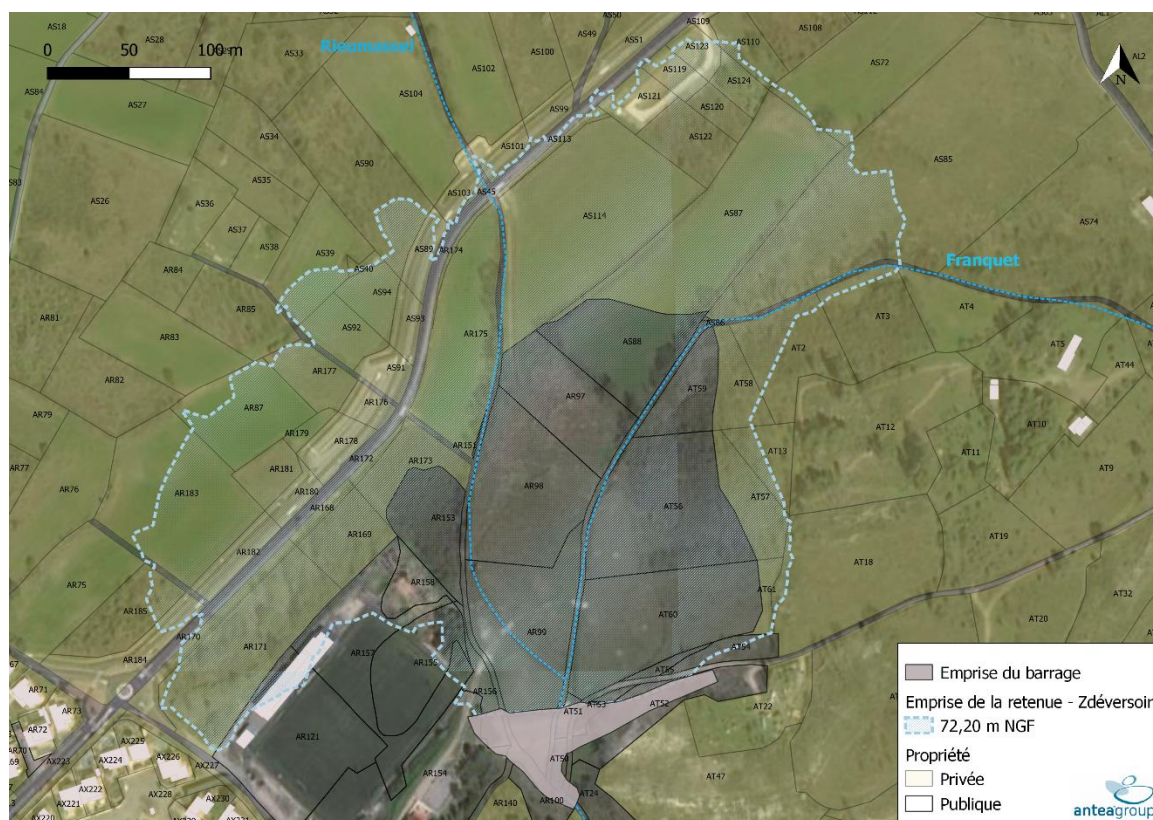 AS18
AS28
AS33
AS100
AS49
AS50
AS51
AS109
AS108
AL2
0 50 100 m
Rieumassel
AS102
AS123
AS110
AS72
AS84
AS27
AS104
AS119
AS124
AS121
AS120
AS99
AS34
AS101
AS113
AS122
AS90
AS85
AS35
AS103
AS45
AS26
AS36
AS114
AS87
AS74
AS37
AS38
AS39
AS89
AR174
Franquet
AR84
AS40
AS94
AR85
AR81
AS92
AS93
AR175
AS86
AT3
AT4
AR83
AS88
AT2
AT5
AT44
AR82
AR177
AS91
AT58
AT59
AR97
AR87
AR176
AR79
AT12
AT10
AR179
AR178
AR151
AT13
AT11
AR77
AR181
AR172
AR173
AT9
AR76
AR183
AR180
AR98
AT57
AR168
AR153
AT56
AR169
AT19
AR182
AT18
AR75
AR158
AT61
AR185
AT32
AR170
AR99
AT60
AT20
AR171
AR157
AR155
AT54
AR184
AT55
AR71
AR156
AR73
AT53
AT51
AT52
AT22
AR72
AX225
AR121
AX223
AX224
AX226
AX227
AT50
AR154
AT47
AX222
AX228
AX230
AT24
AX221
AR140
AR100
AX220
N
Emprise du barrage
Emprise de la retenue - Zdéversoir
72,20 m NGF
Propriété
Privée
Publique
anteagroup